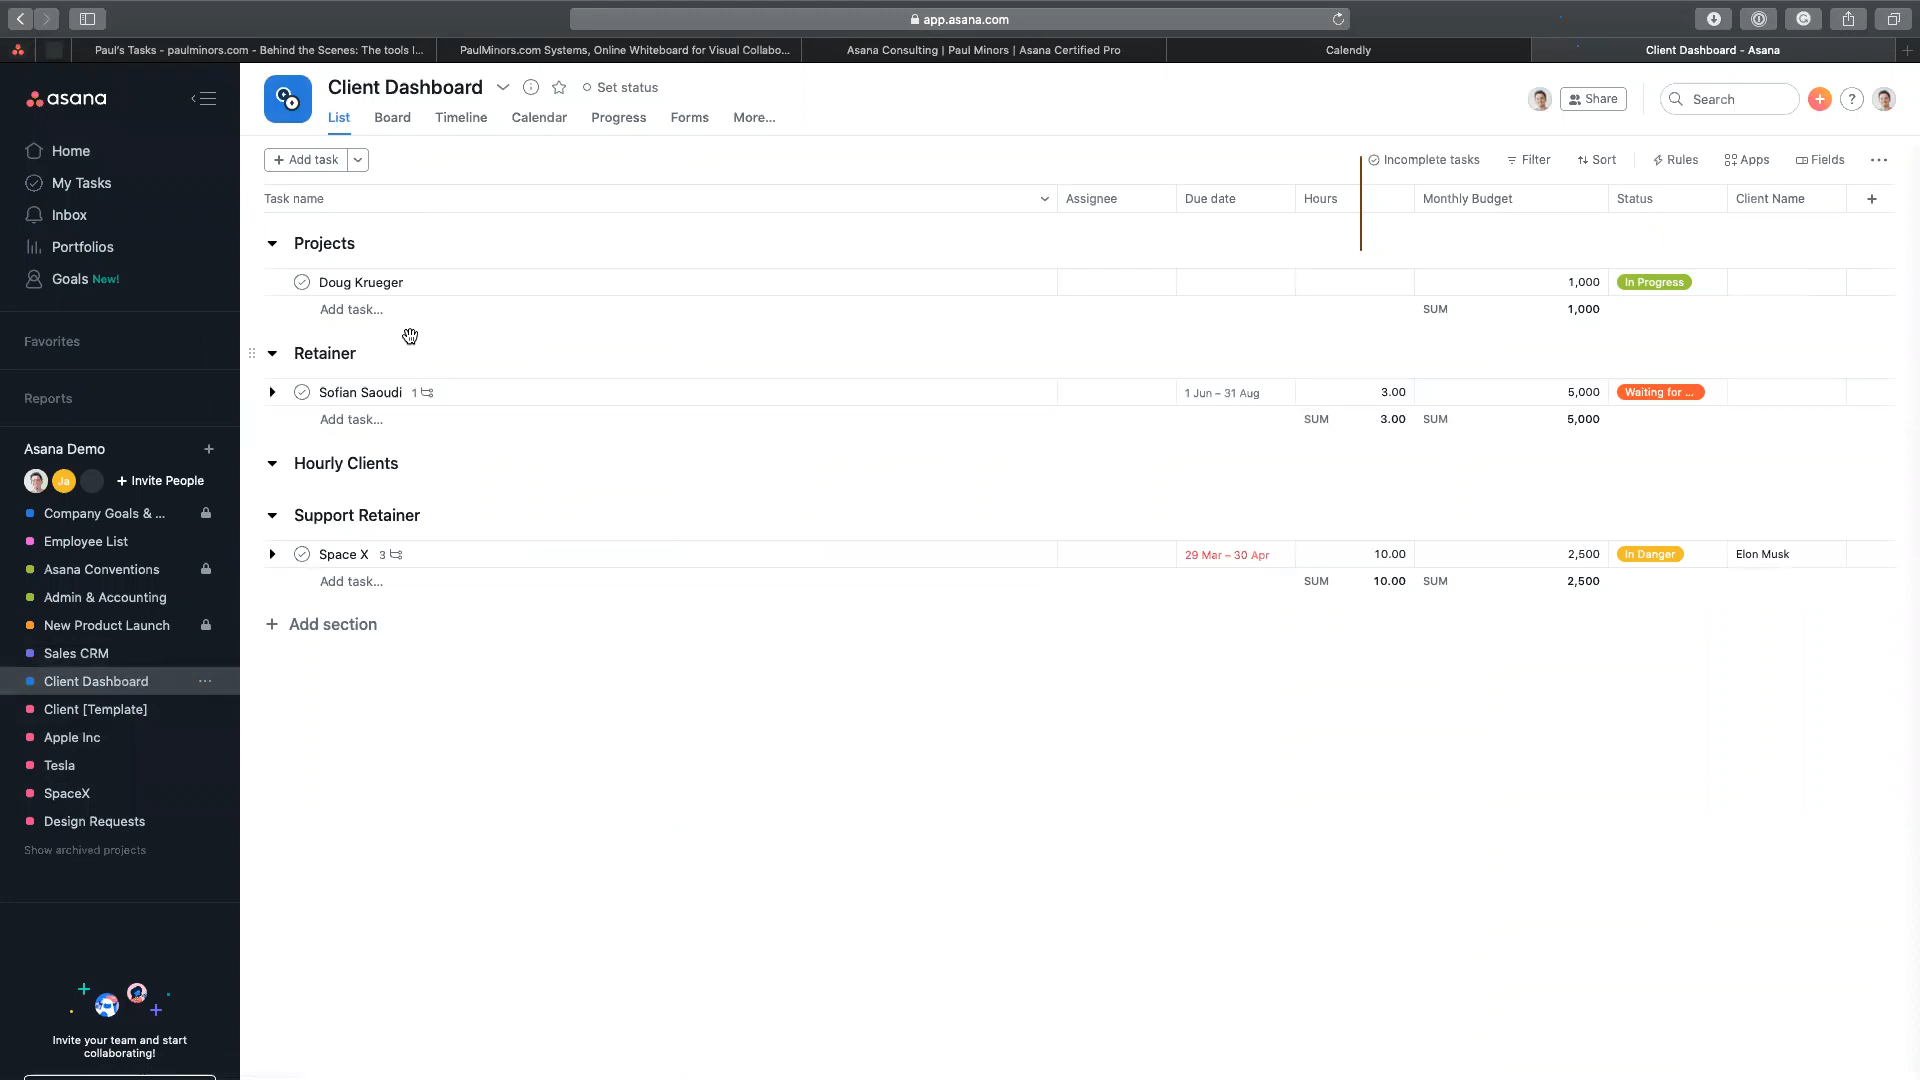 app.asana.com
Paul's Tasks - paulminors.com - Behind the Scenes: The tools I...
PaulMinors.com Systems, Online Whiteboard for Visual Collabo...
Asana Consulting | Paul Minors | Asana Certified Pro
Calendly
Client Dashboard - Asana
asana
Home
My Tasks
Inbox
Portfolios
Goals New!
Favorites
Reports
Asana Demo
Ja
Invite People
Company Goals & ...
Employee List
Asana Conventions
Admin & Accounting
New Product Launch
Sales CRM
Client Dashboard
Client [Template]
Apple Inc
Tesla
SpaceX
Design Requests
Show archived projects
Invite your team and start
collaborating!
Client Dashboard
Set status
Share
Search
?
List Board Timeline Calendar Progress Forms More...
+ Add task
Incomplete tasks Filter Sort Rules Apps Fields
Task name Assignee Due date Hours Monthly Budget Status Client Name +
Projects
Doug Krueger 1,000 In Progress
Add task... SUM 1,000
Retainer
Sofian Saoudi 1 1 Jun – 31 Aug 3.00 5,000 Waiting for ...
Add task... SUM 3.00 SUM 5,000
Hourly Clients
Support Retainer
Space X 3 29 Mar – 30 Apr 10.00 2,500 In Danger Elon Musk
Add task... SUM 10.00 SUM 2,500
+ Add section